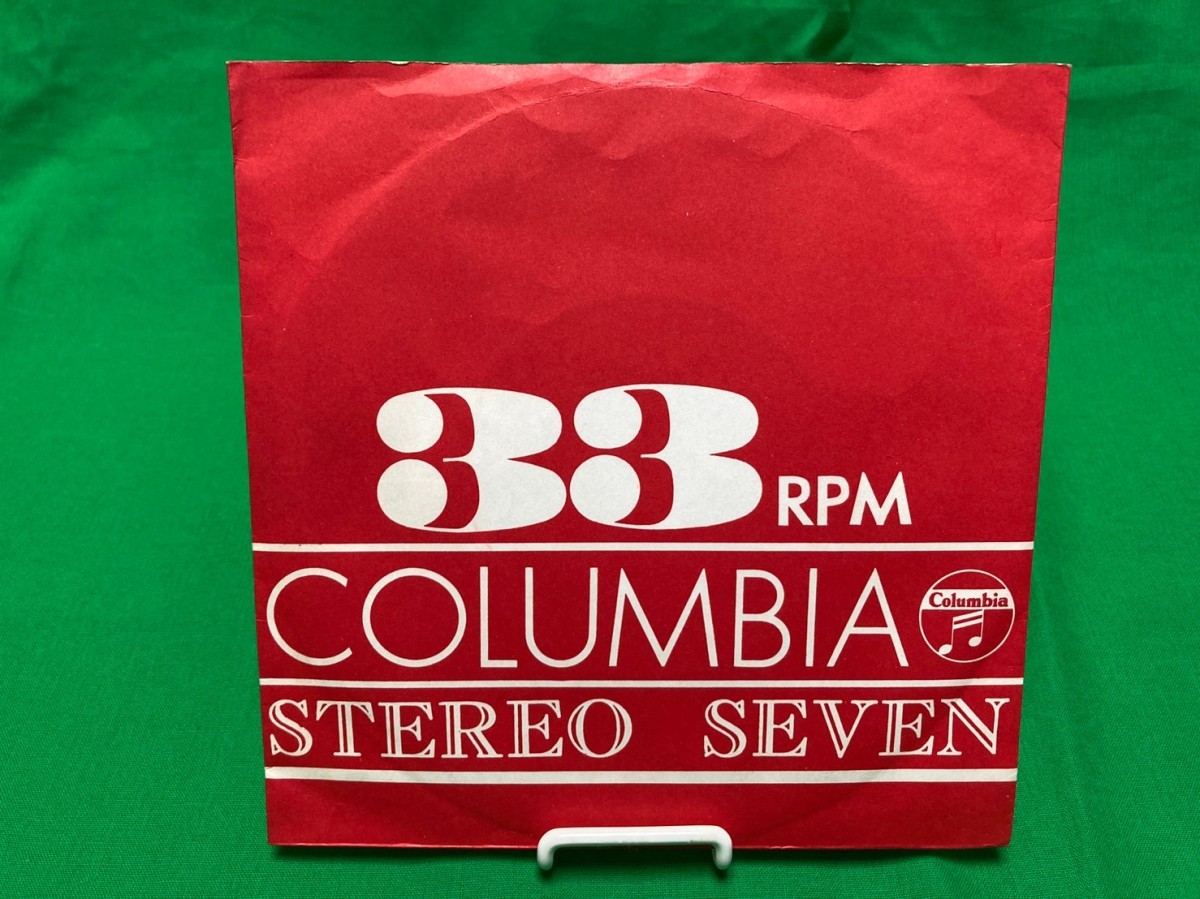 33 RPM
COLUMBIA
Columbia
STEREO SEVEN